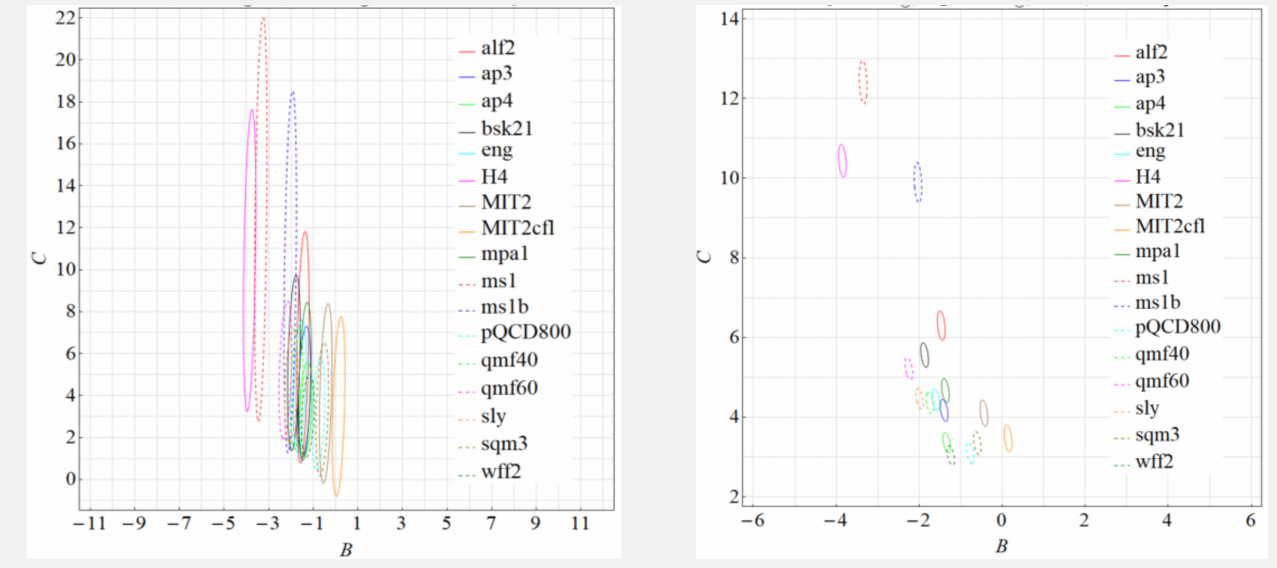 22
20
18
16
14
12
10
8
6
4
2
0
C
−11 −9 −7 −5 −3 −1 1 3 5 7 9 11
B
alf2
ap3
ap4
bsk21
eng
H4
MIT2
MIT2cfl
mpa1
ms1
ms1b
pQCD800
qmf40
qmf60
sly
sqm3
wff2
14
12
10
8
6
4
2
C
−6 −4 −2 0 2 4 6
B
alf2
ap3
ap4
bsk21
eng
H4
MIT2
MIT2cfl
mpa1
ms1
ms1b
pQCD800
qmf40
qmf60
sly
sqm3
wff2